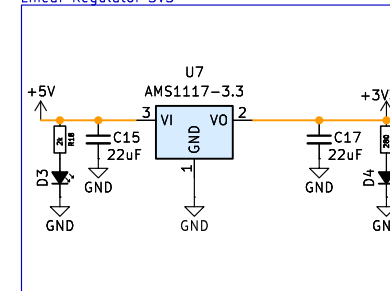 Linear Regulator 3V3
U7
AMS1117-3.3
+5V
+3V
3
VI
VO
2
GND
1
2k
R18
C15
22uF
C17
22uF
280
D3
D4
GND
GND
GND
GND
GN